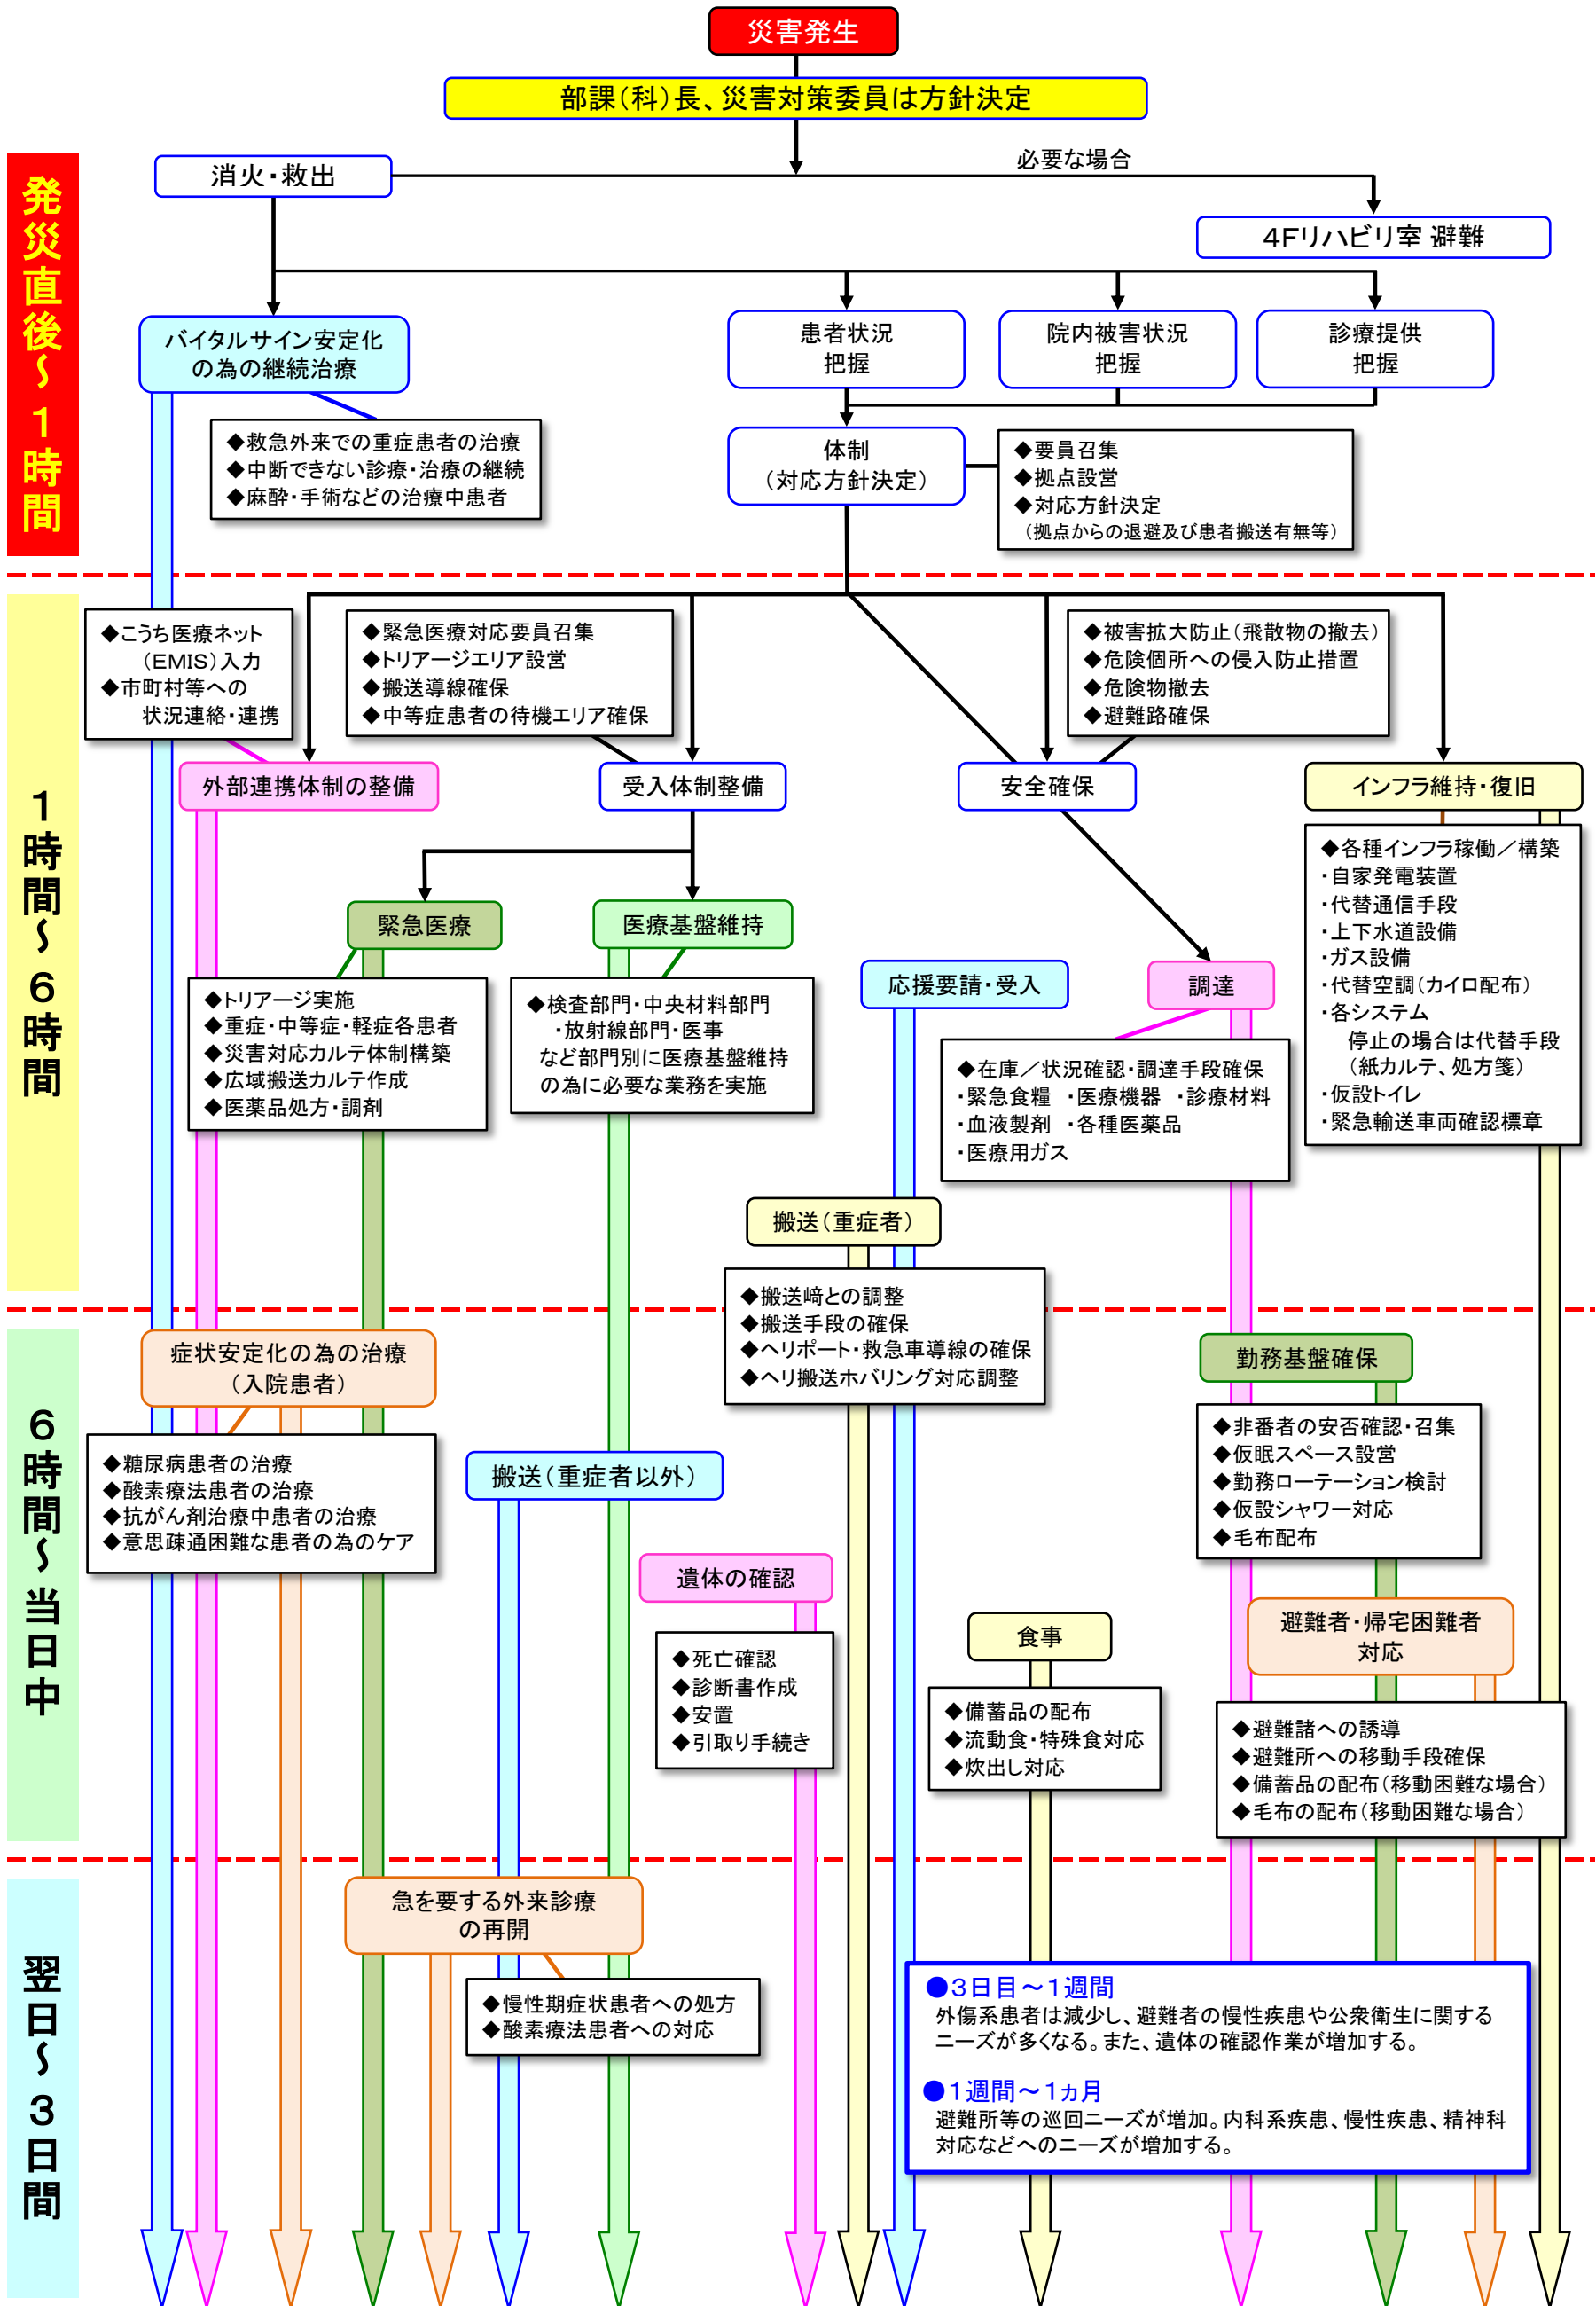 災害発生
部課（科）長、災害対策委員は方針決定
発災直後～1時間
消火・救出
必要な場合
4Fリハビリ室 避難
バイタルサイン安定化
の為の継続治療
患者状況
把握
院内被害状況
把握
診療提供
把握
◆救急外来での重症患者の治療
◆中断できない診療・治療の継続
◆麻酔・手術などの治療中患者
体制
（対応方針決定）
◆要員召集
◆拠点設営
◆対応方針決定
（拠点からの退避及び患者搬送有無等）
1時間～6時間
◆こうち医療ネット
（EMIS）入力
◆市町村等への
状況連絡・連携
◆緊急医療対応要員召集
◆トリアージエリア設営
◆搬送導線確保
◆中等症患者の待機エリア確保
◆被害拡大防止（飛散物の撤去）
◆危険個所への侵入防止措置
◆危険物撤去
◆避難路確保
外部連携体制の整備
受入体制整備
安全確保
インフラ維持・復旧
◆各種インフラ稼働／構築
・自家発電装置
・代替通信手段
・上下水道設備
・ガス設備
・代替空調（カイロ配布）
・各システム
停止の場合は代替手段
（紙カルテ、処方箋）
・仮設トイレ
・緊急輸送車両確認標章
緊急医療
医療基盤維持
応援要請・受入
調達
◆トリアージ実施
◆重症・中等症・軽症各患者
◆災害対応カルテ体制構築
◆広域搬送カルテ作成
◆医薬品処方・調剤
◆検査部門・中央材料部門
・放射線部門・医事
など部門別に医療基盤維持
の為に必要な業務を実施
◆在庫／状況確認・調達手段確保
・緊急食糧 ・医療機器 ・診療材料
・血液製剤 ・各種医薬品
・医療用ガス
搬送（重症者）
◆搬送﨑との調整
◆搬送手段の確保
◆ヘリポート・救急車導線の確保
◆ヘリ搬送ホバリング対応調整
6時間～当日中
症状安定化の為の治療
（入院患者）
◆糖尿病患者の治療
◆酸素療法患者の治療
◆抗がん剤治療中患者の治療
◆意思疎通困難な患者の為のケア
勤務基盤確保
◆非番者の安否確認・召集
◆仮眠スペース設営
◆勤務ローテーション検討
◆仮設シャワー対応
◆毛布配布
搬送（重症者以外）
遺体の確認
◆死亡確認
◆診断書作成
◆安置
◆引取り手続き
食事
◆備蓄品の配布
◆流動食・特殊食対応
◆炊出し対応
避難者・帰宅困難者
対応
◆避難諸への誘導
◆避難所への移動手段確保
◆備蓄品の配布（移動困難な場合）
◆毛布の配布（移動困難な場合）
翌日～3日間
急を要する外来診療
の再開
◆慢性期症状患者への処方
◆酸素療法患者への対応
●3日目～1週間
外傷系患者は減少し、避難者の慢性疾患や公衆衛生に関する
ニーズが多くなる。また、遺体の確認作業が増加する。
●1週間～1ヵ月
避難所等の巡回ニーズが増加。内科系疾患、慢性疾患、精神科
対応などへのニーズが増加する。